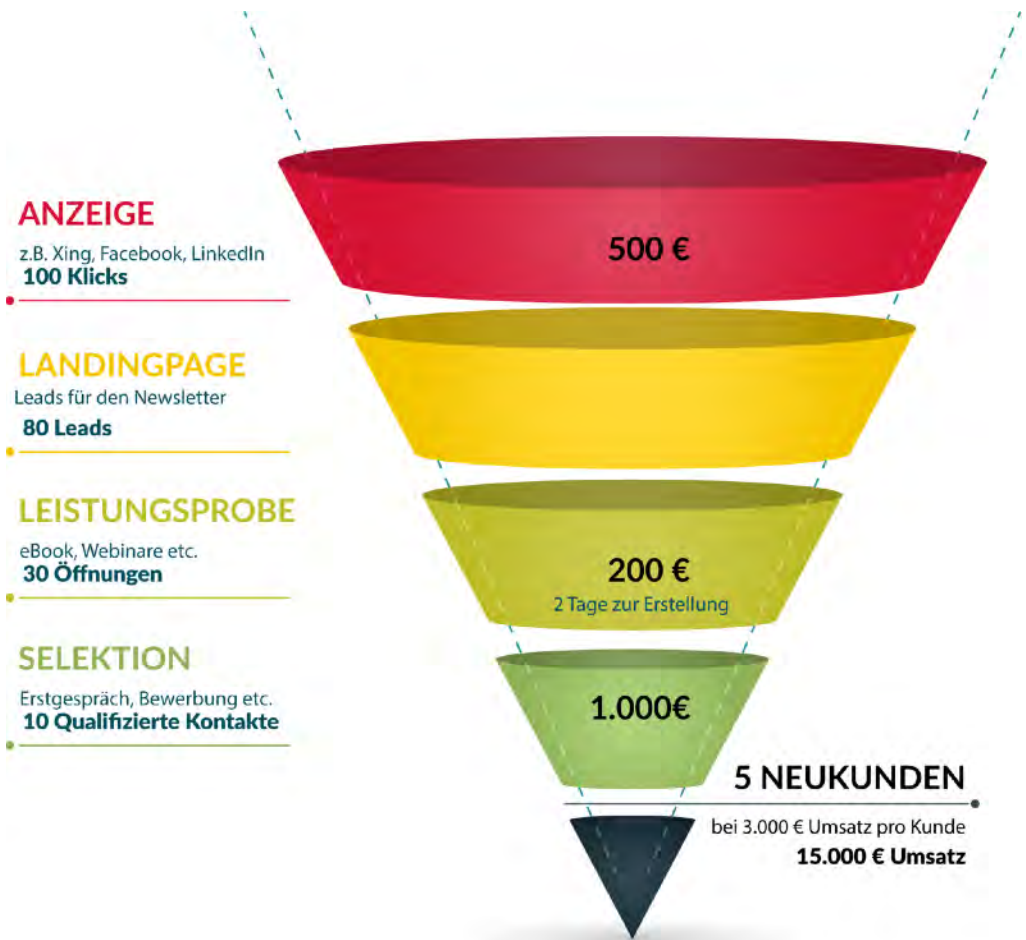 ANZEIGE
z.B. Xing, Facebook, LinkedIn
100 Klicks
500 €
LANDINGPAGE
Leads für den Newsletter
80 Leads
LEISTUNGSPROBE
eBook, Webinare etc.
30 Öffnungen
200 €
2 Tage zur Erstellung
SELEKTION
Erstgespräch, Bewerbung etc.
10 Qualifizierte Kontakte
1.000€
5 NEUKUNDEN
bei 3.000 € Umsatz pro Kunde
15.000 € Umsatz